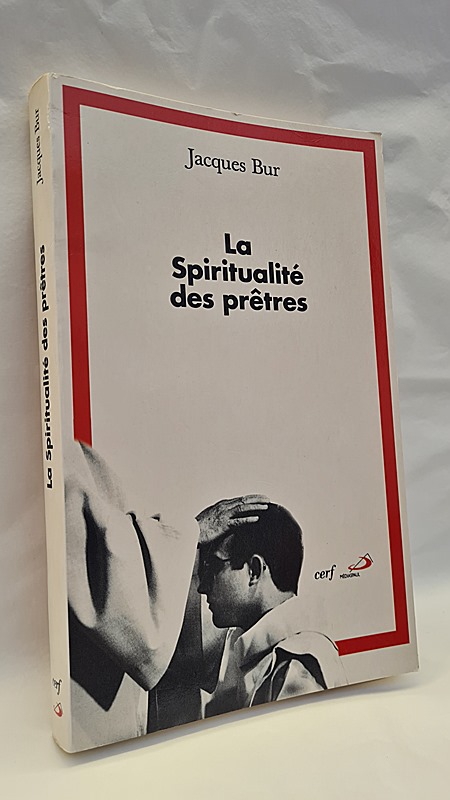 Jacques Bur
La
Spiritualité
des prêtres
cerf
MÉDIASPAUL
Jacques Bur
La Spiritualité des prêtres
cerf